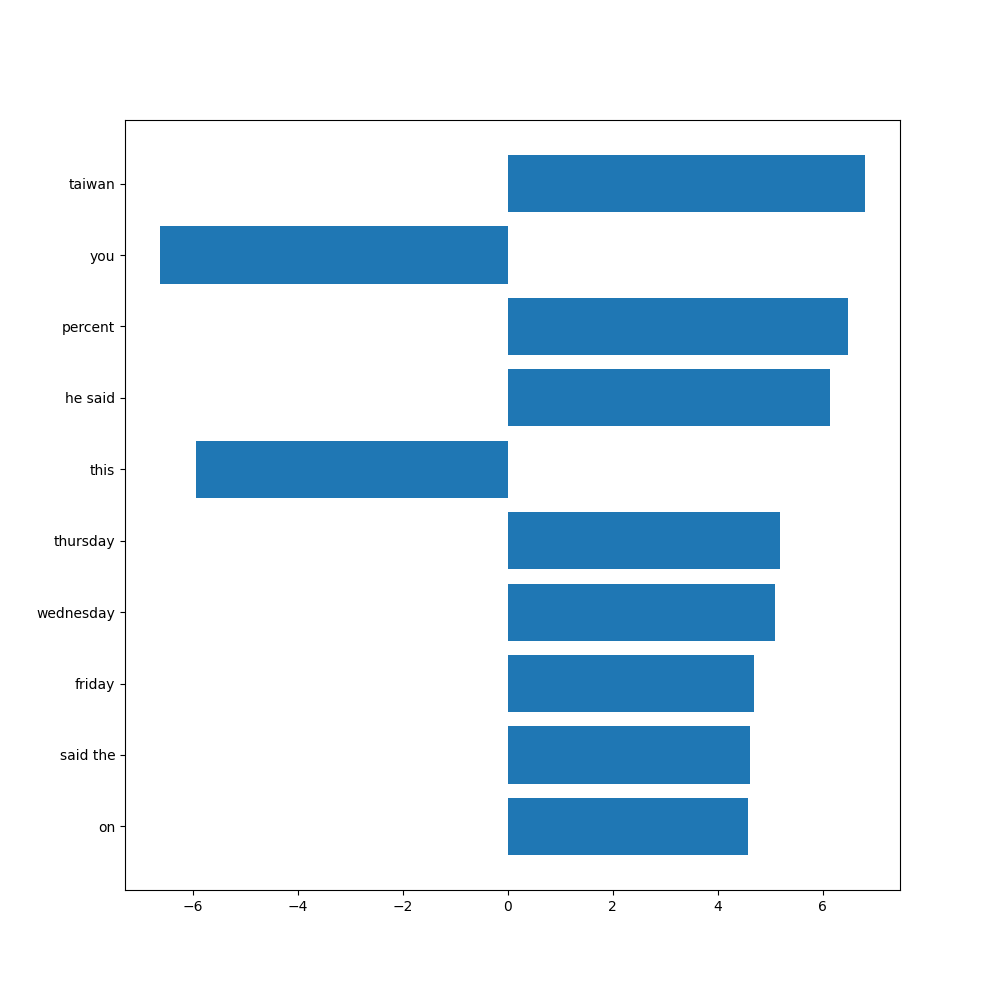 taiwan
you
percent
he said
this
thursday
wednesday
friday
said the
on
−6 −4 −2 0 2 4 6